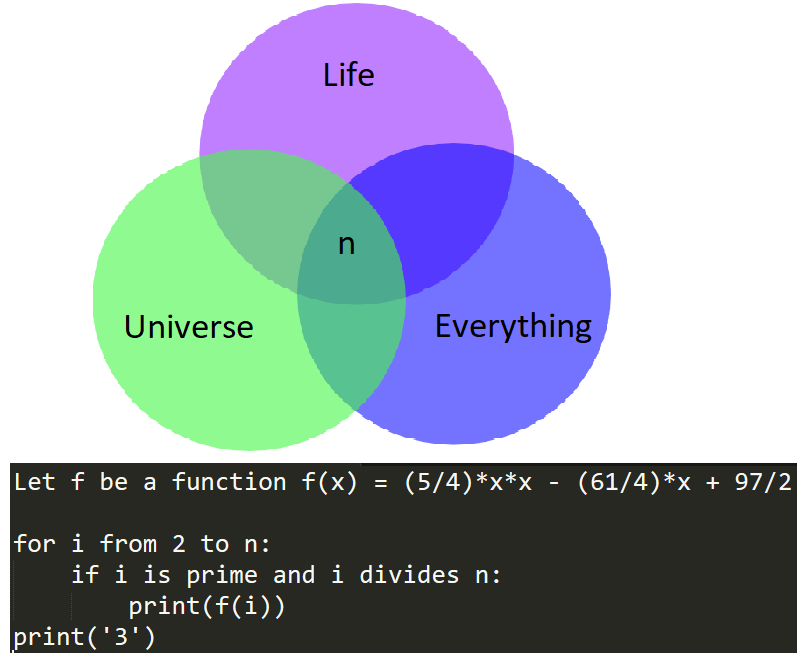 Life
n
Universe
Everything
Let f be a function f(x) = (5/4)*x*x - (61/4)*x + 97/2
for i from 2 to n:
    if i is prime and i divides n:
        print(f(i))
print('3')